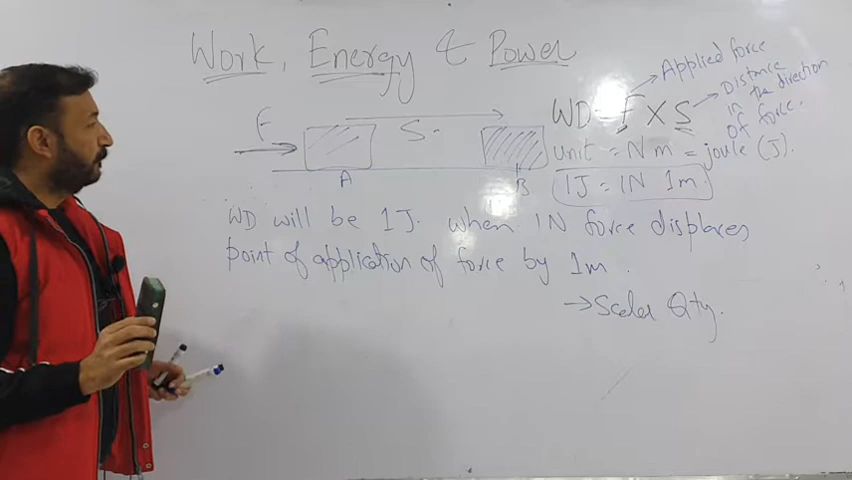 Work, Energy & Power
Applied force
F
S
WD = F X S
Distance
in the direction
of force.
unit = Nm = joule (J).
A
B
1J = 1N 1m.
WD will be 1J. when 1N force displaces
point of application of force by 1m.
→ Scalar Qty.